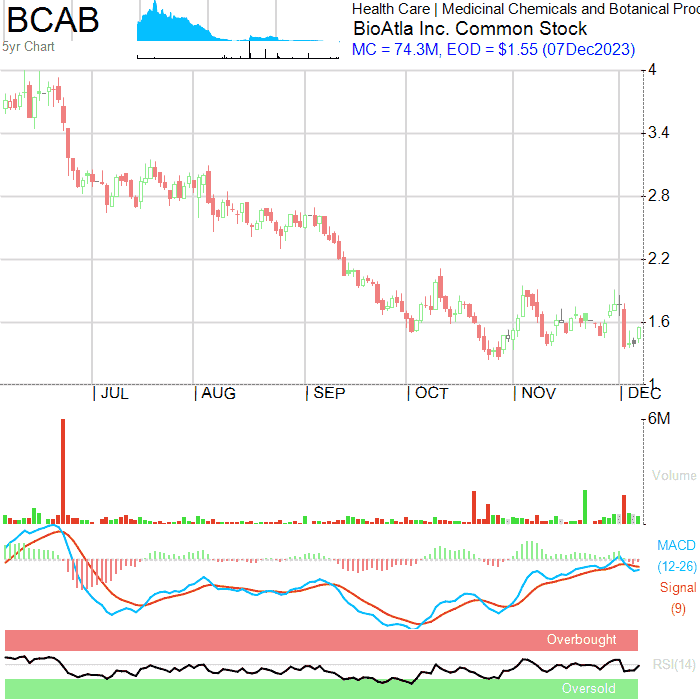 BCAB
5yr Chart
Health Care | Medicinal Chemicals and Botanical Proc
BioAtla Inc. Common Stock
MC = 74.3M, EOD = $1.55 (07Dec2023)
4
3.4
2.8
2.2
1.6
1
| JUL | AUG | SEP | OCT | NOV | DEC
6M
Volume
MACD
(12-26)
Signal
(9)
Overbought
RSI(14)
Oversold